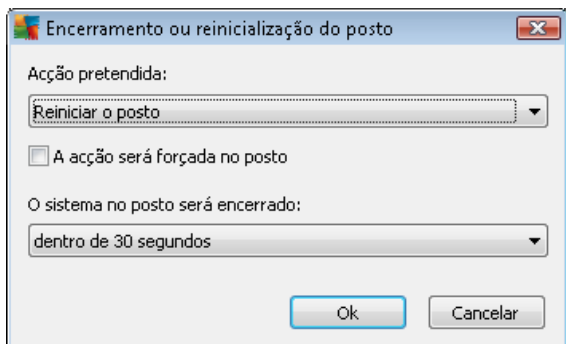 Encerramento ou reinicialização do posto
Acção pretendida:
Reiniciar o posto
A acção será forçada no posto
O sistema no posto será encerrado:
dentro de 30 segundos
Ok
Cancelar